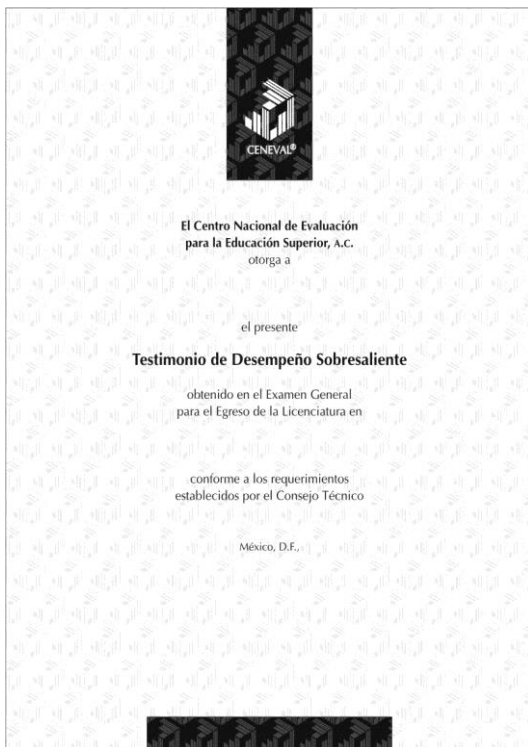 CENEVAL®
El Centro Nacional de Evaluación
para la Educación Superior, A.C.
otorga a
el presente
Testimonio de Desempeño Sobresaliente
obtenido en el Examen General
para el Egreso de la Licenciatura en
conforme a los requerimientos
establecidos por el Consejo Técnico
México, D.F.,